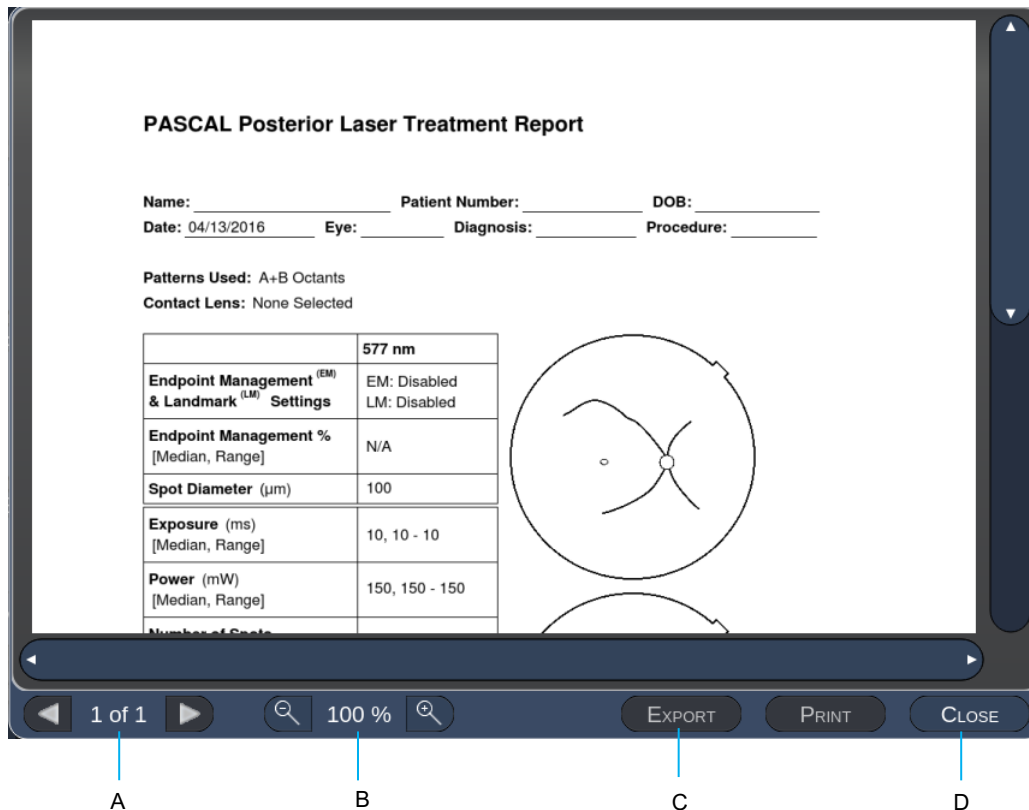 PASCAL Posterior Laser Treatment Report
Name: Patient Number: DOB:
Date: 04/13/2016 Eye: Diagnosis: Procedure:
Patterns Used: A+B Octants
Contact Lens: None Selected
577 nm
Endpoint Management (EM) & Landmark (LM) Settings
EM: Disabled
LM: Disabled
Endpoint Management %
[Median, Range]
N/A
Spot Diameter (µm) 100
Exposure (ms)
[Median, Range]
10, 10 - 10
Power (mW)
[Median, Range]
150, 150 - 150
Number of Spots
1 of 1 100 % EXPORT PRINT CLOSE
A B C D